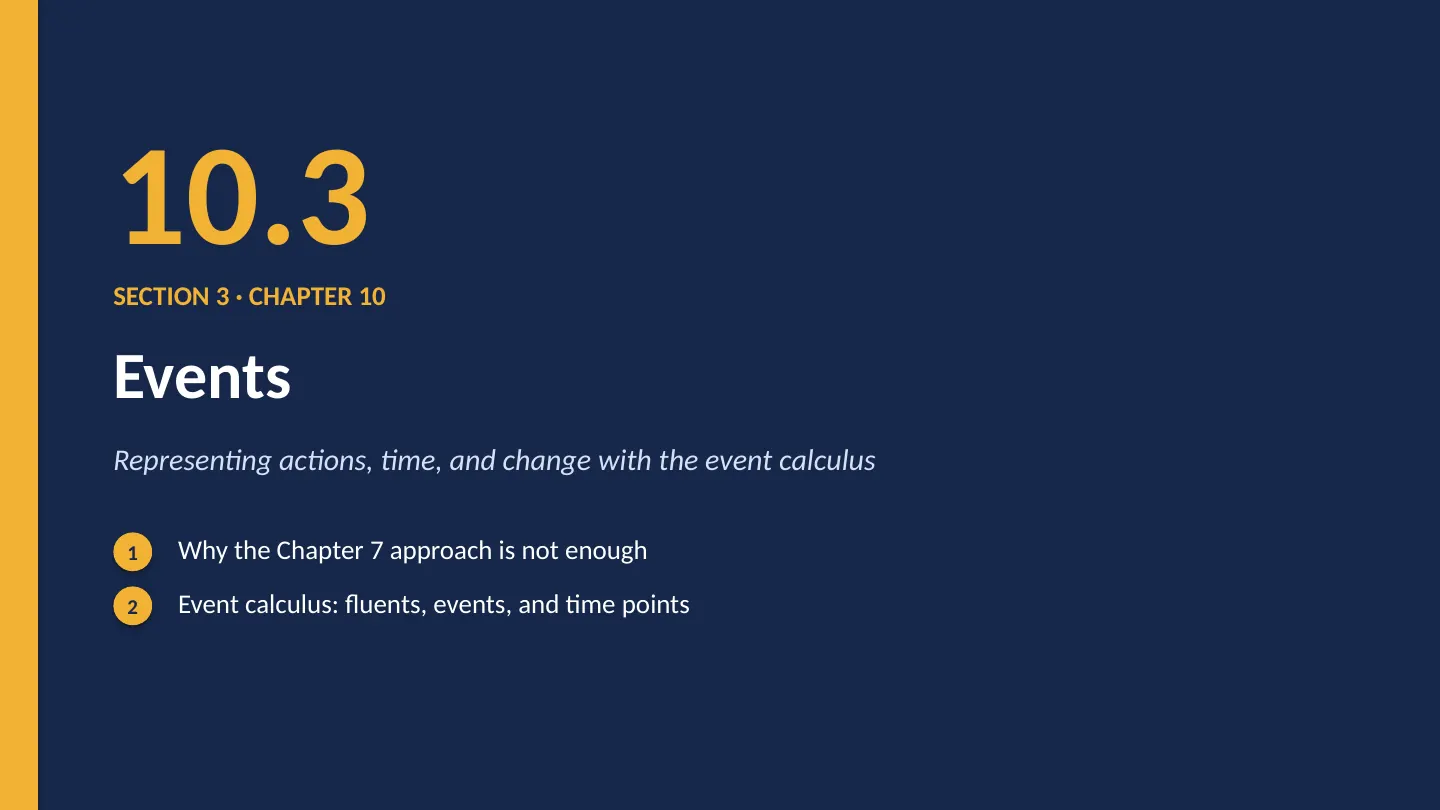 10.3
SECTION 3 · CHAPTER 10
Events
Representing actions, time, and change with the event calculus
1 Why the Chapter 7 approach is not enough
2 Event calculus: fluents, events, and time points